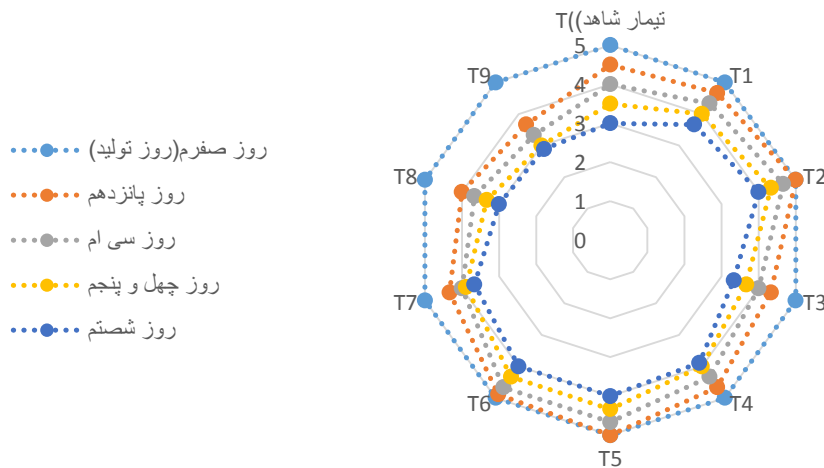 T((تیمار شاهد
T1
T2
T3
T4
T5
T6
T7
T8
T9
5
4
3
2
1
0
روز صفرم(روز تولید)
روز پانزدهم
روز سی ام
روز چهل و پنجم
روز شصتم